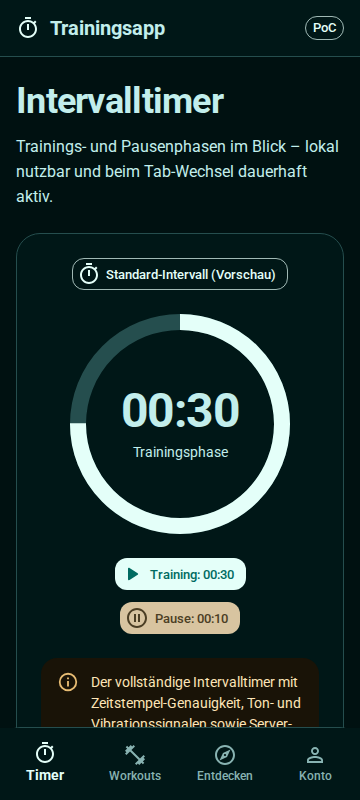 Trainingsapp
PoC
Intervalltimer
Trainings- und Pausenphasen im Blick – lokal
nutzbar und beim Tab-Wechsel dauerhaft
aktiv.
Standard-Intervall (Vorschau)
00:30
Trainingsphase
Training: 00:30
Pause: 00:10
Der vollständige Intervalltimer mit
Zeitstempel-Genauigkeit, Ton- und
Vibrationssignalen sowie Server-
Timer
Workouts
Entdecken
Konto